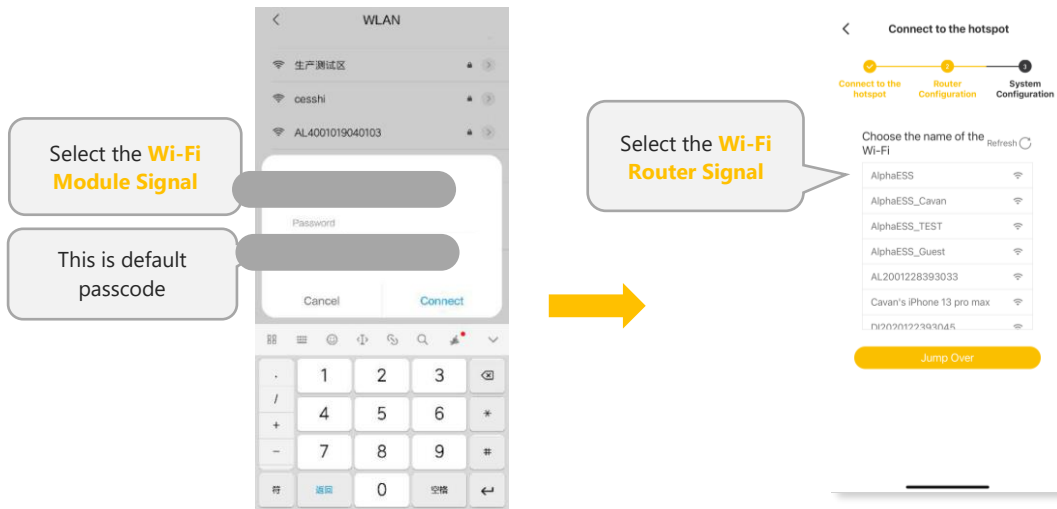 WLAN
生产测试区
cesshi
AL4001019040103
Select the Wi-Fi
Module Signal
Password
This is default
passcode
Cancel
Connect
.
1
2
3
/
4
5
6
*
+
-
7
8
9
#
符
返回
0
空格
Connect to the hotspot
2
3
Connect to the
hotspot
Router
Configuration
System
Configuration
Select the Wi-Fi
Router Signal
Choose the name of the
Wi-Fi
Refresh
AlphaESS
AlphaESS_Cavan
AlphaESS_TEST
AlphaESS_Guest
AL2001228393033
Cavan's iPhone 13 pro max
DI2020122393045
Jump Over